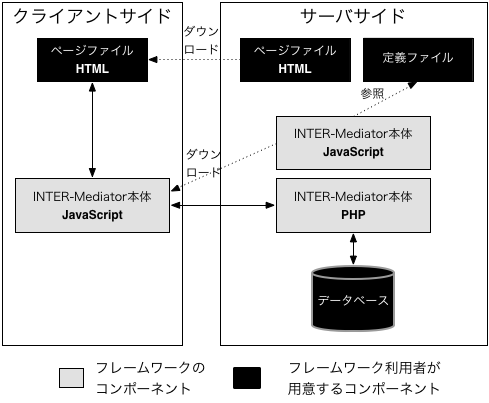 クライアントサイド
サーバサイド
ページファイル
HTML
ダウン
ロード
ページファイル
HTML
定義ファイル
参照
INTER-Mediator本体
JavaScript
ダウン
ロード
INTER-Mediator本体
JavaScript
INTER-Mediator本体
PHP
データベース
フレームワークの
コンポーネント
フレームワーク利用者が
用意するコンポーネント